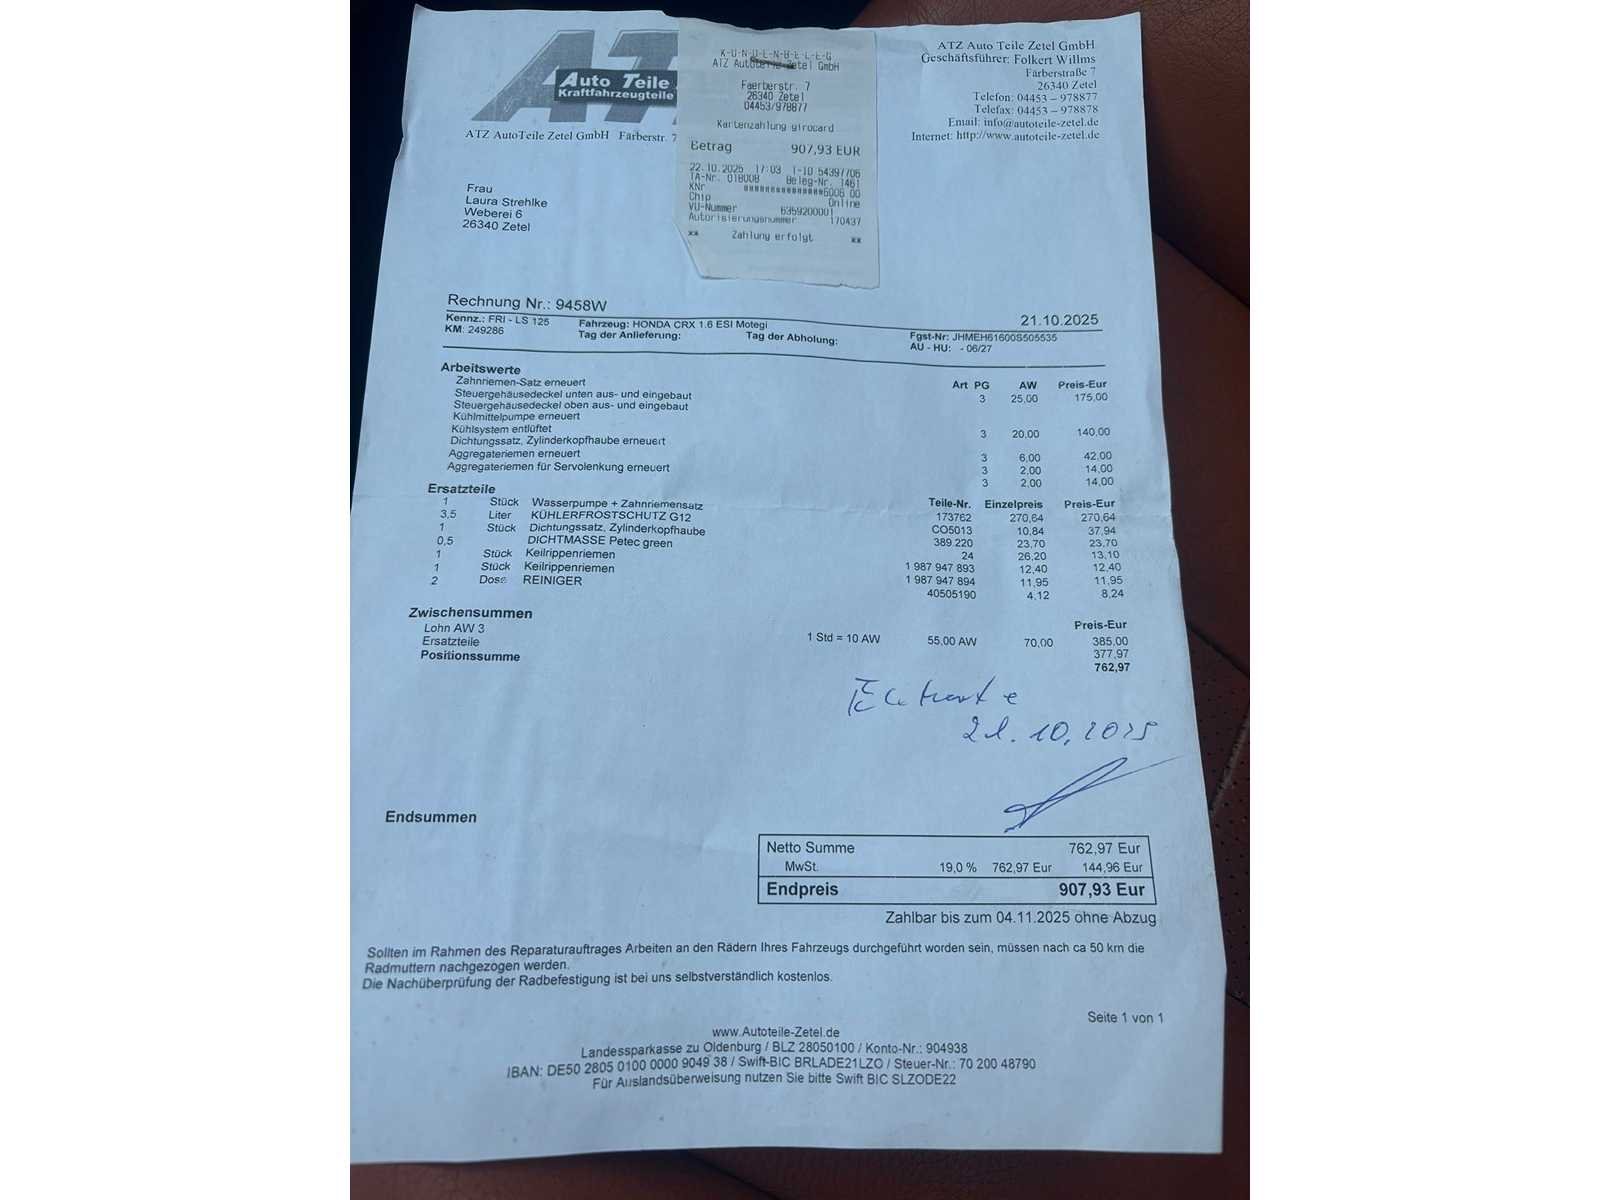 Auto Teile
Kraftfahrzeugteile
ATZ AutoTeile Zetel GmbH Färberstr. 7
K-U-N-D-E-N-B-E-L-E-G
ATZ Autoteile Zetel GmbH
Faerberstr. 7
26340 Zetel
04453/978877
Kartenzahlung girocard
Betrag 907,93 EUR
22.10.2025 17:03 T-ID 54397706
TA-Nr. 018008 Beleg-Nr. 1461
KNr ##############6006 00
Chip Online
VU-Nummer 6359200001
Autorisierungsnummer 170437
** Zahlung erfolgt **
ATZ Auto Teile Zetel GmbH
Geschäftsführer: Folkert Willms
Färberstraße 7
26340 Zetel
Telefon: 04453 – 978877
Telefax: 04453 – 978878
Email: info@autoteile-zetel.de
Internet: http://www.autoteile-zetel.de
Frau
Laura Strehlke
Weberei 6
26340 Zetel
Rechnung Nr.: 9458W 21.10.2025
Kennz.: FRI - LS 125 Fahrzeug: HONDA CRX 1.6 ESI Motegi Fgst-Nr: JHMEH61600S505535
KM: 249286 Tag der Anlieferung: Tag der Abholung: AU - HU: - 06/27
Arbeitswerte Art PG AW Preis-Eur
Zahnriemen-Satz erneuert 3 25,00 175,00
Steuergehäusedeckel unten aus- und eingebaut
Steuergehäusedeckel oben aus- und eingebaut
Kühlmittelpumpe erneuert 3 20,00 140,00
Kühlsystem entlüftet
Dichtungssatz, Zylinderkopfhaube erneuert 3 6,00 42,00
Aggregateriemen erneuert 3 2,00 14,00
Aggregateriemen für Servolenkung erneuert 3 2,00 14,00
Ersatzteile Teile-Nr. Einzelpreis Preis-Eur
1 Stück Wasserpumpe + Zahnriemensatz 173762 270,64 270,64
3,5 Liter KÜHLERFROSTSCHUTZ G12 CO5013 10,84 37,94
1 Stück Dichtungssatz, Zylinderkopfhaube 389.220 23,70 23,70
0,5 DICHTMASSE Petec green 24 26,20 13,10
1 Stück Keilrippenriemen 1 987 947 893 12,40 12,40
1 Stück Keilrippenriemen 1 987 947 894 11,95 11,95
2 Dose REINIGER 40505190 4,12 8,24
Zwischensummen Preis-Eur
Lohn AW 3 1 Std = 10 AW 55,00 AW 70,00 385,00
Ersatzteile 377,97
Positionssumme 762,97
21.10.2025
Endsummen
Netto Summe 762,97 Eur
MwSt. 19,0 % 762,97 Eur 144,96 Eur
Endpreis 907,93 Eur
Zahlbar bis zum 04.11.2025 ohne Abzug
Sollten im Rahmen des Reparaturauftrages Arbeiten an den Rädern Ihres Fahrzeugs durchgeführt worden sein, müssen nach ca 50 km die
Radmuttern nachgezogen werden.
Die Nachüberprüfung der Radbefestigung ist bei uns selbstverständlich kostenlos.
Seite 1 von 1
www.Autoteile-Zetel.de
Landessparkasse zu Oldenburg / BLZ 28050100 / Konto-Nr.: 904938
IBAN: DE50 2805 0100 0000 9049 38 / Swift-BIC BRLADE21LZO / Steuer-Nr.: 70 200 48790
Für Auslandsüberweisung nutzen Sie bitte Swift BIC SLZODE22